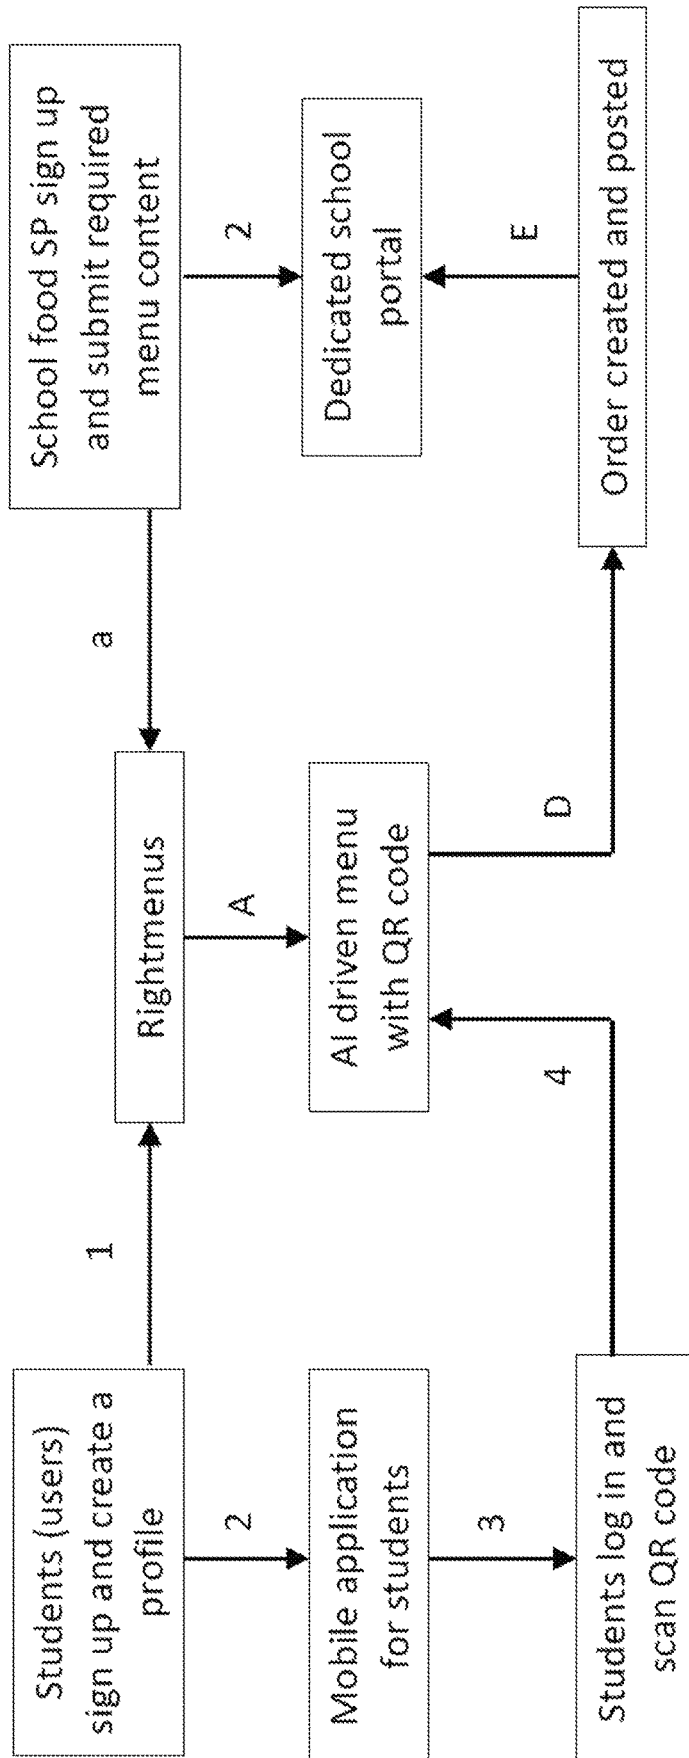 Students (users)
sign up and create a
profile
1
Rightmenus
a
School food SP sign up
and submit required
menu content
2
A
2
Mobile application
for students
AI driven menu
with QR code
Dedicated school
portal
3
4
D
E
Students log in and
scan QR code
Order created and posted